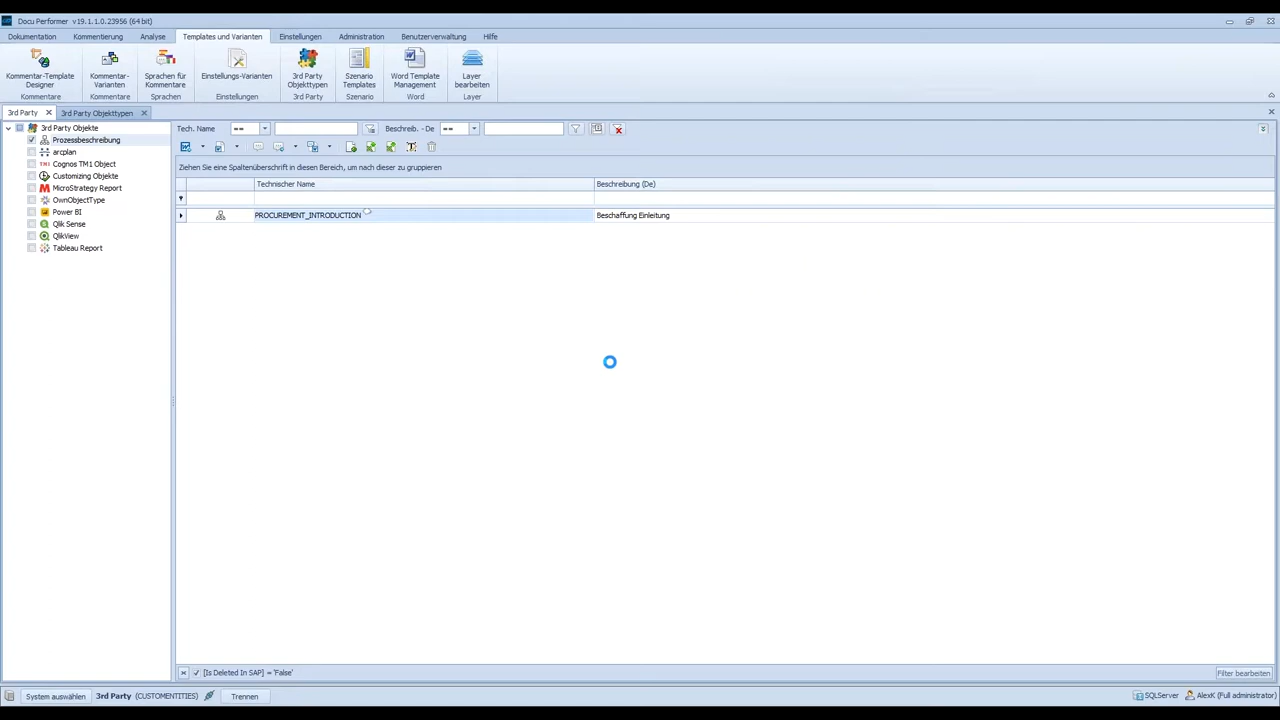 Docu Performer v19.1.1.0.23956 (64 bit)
Dokumentation Kommentierung Analyse Templates und Varianten Einstellungen Administration Benutzerverwaltung Hilfe
Kommentar-Template Designer
Kommentar-Varianten
Sprachen für Kommentare
Einstellungs-Varianten
3rd Party Objekttypen
Szenario Templates
Word Template Management
Layer bearbeiten
Kommentare Kommentare Sprachen Einstellungen 3rd Party Szenario Word Layer
3rd Party 3rd Party Objekttypen
3rd Party Objekte
Prozessbeschreibung
arcplan
Cognos TM1 Object
Customizing Objekte
MicroStrategy Report
OwnObjectType
Power BI
Qlik Sense
QlikView
Tableau Report
Tech. Name == Beschreib. - De ==
Ziehen Sie eine Spaltenüberschrift in diesen Bereich, um nach dieser zu gruppieren
Technischer Name Beschreibung (De)
PROCUREMENT_INTRODUCTION Beschaffung Einleitung
[Is Deleted In SAP] = 'False' Filter bearbeiten
System auswählen 3rd Party (CUSTOMENTITIES) Trennen SQLServer AlexK (Full administrator)